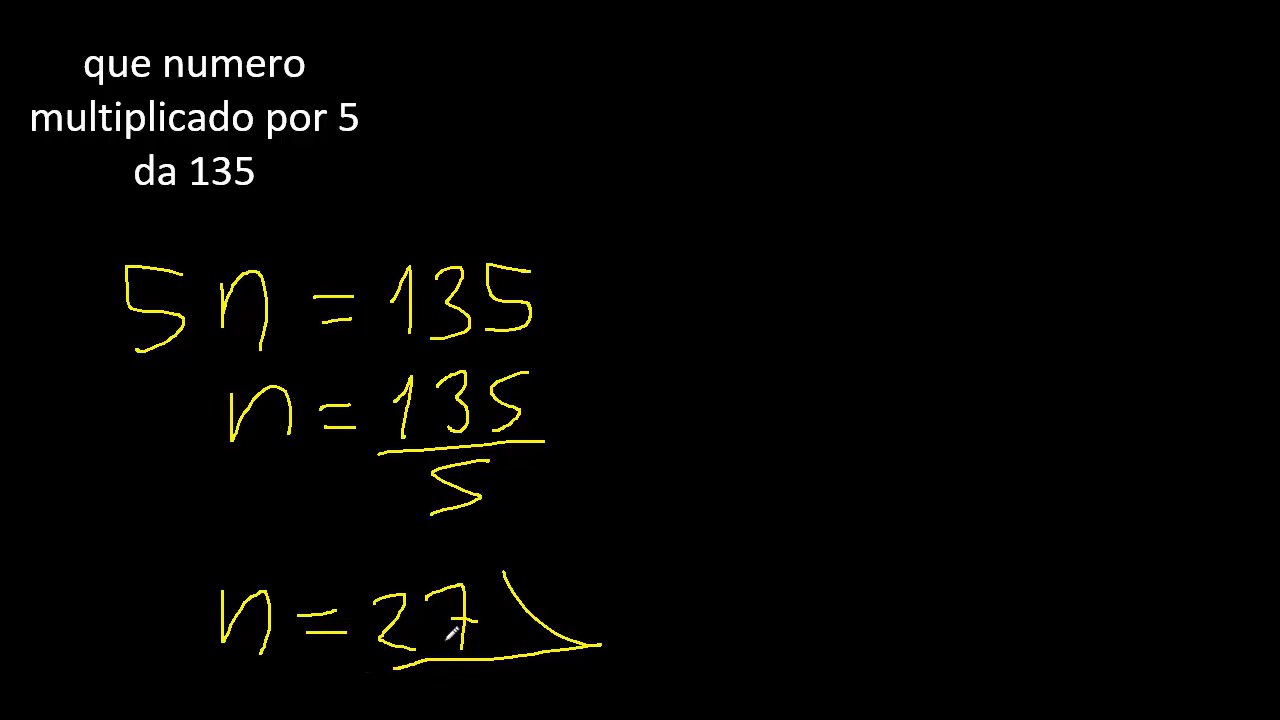 que numero
multiplicado por 5
da 135
5n = 135
n = 135
5
n = 27